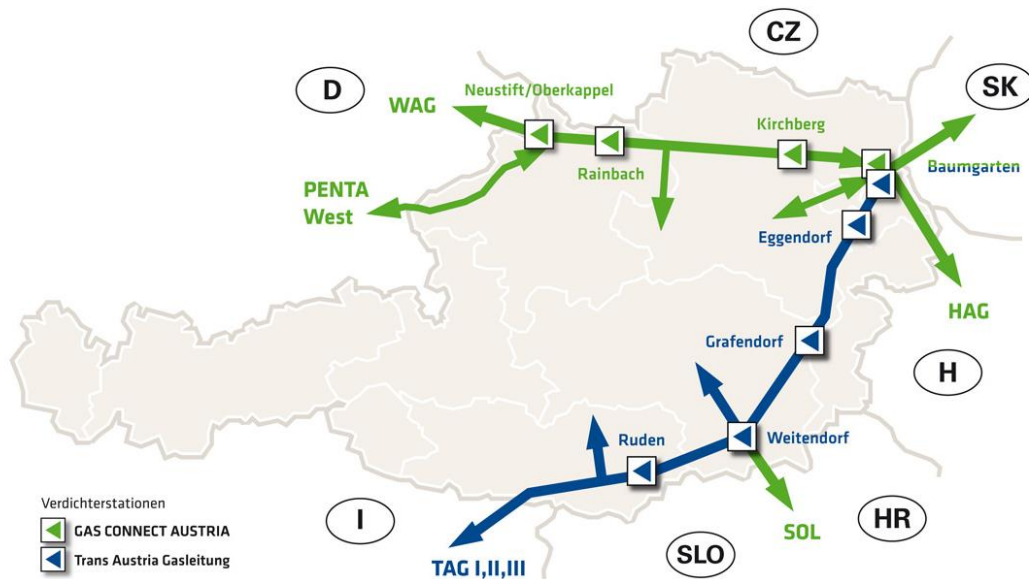 CZ
D
Neustift/Oberkappel
SK
WAG
Kirchberg
Rainbach
Baumgarten
PENTA
West
Eggendorf
HAG
Grafendorf
H
Ruden
Weitendorf
Verdichterstationen
GAS CONNECT AUSTRIA
Trans Austria Gasleitung
I
SOL
HR
SLO
TAG I,II,III